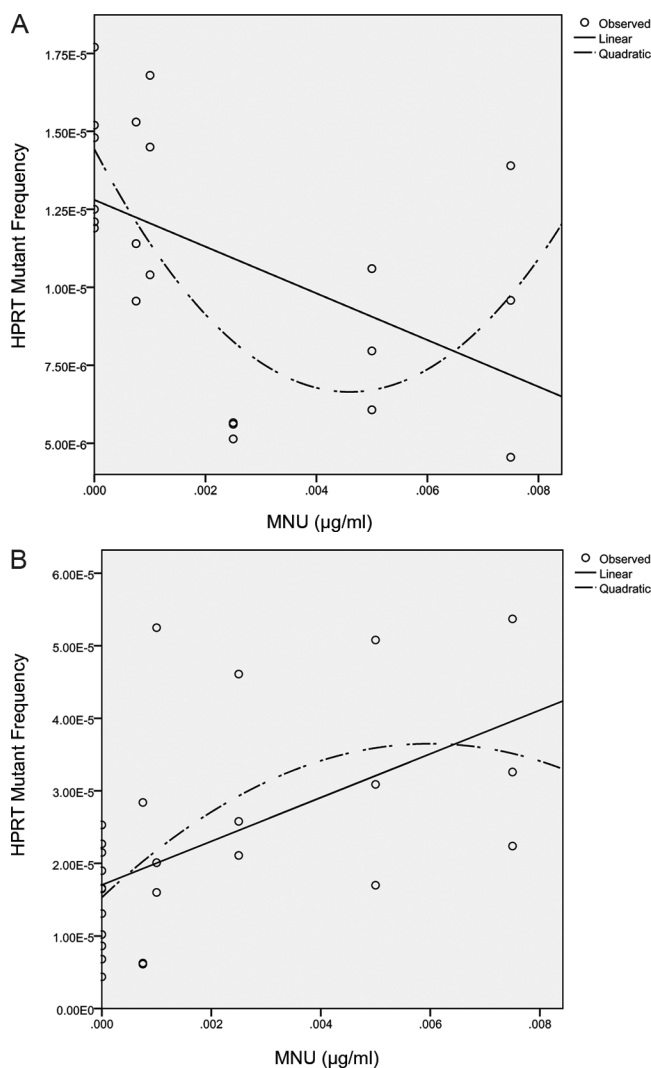 A
HPRT Mutant Frequency
1.75E-5
1.50E-5
1.25E-5
1.00E-5
7.50E-6
5.00E-6
.000
.002
.004
.006
.008
MNU (µg/ml)
Observed
Linear
Quadratic
B
HPRT Mutant Frequency
6.00E-5
5.00E-5
4.00E-5
3.00E-5
2.00E-5
1.00E-5
0.00E0
.000
.002
.004
.006
.008
MNU (µg/ml)
Observed
Linear
Quadratic